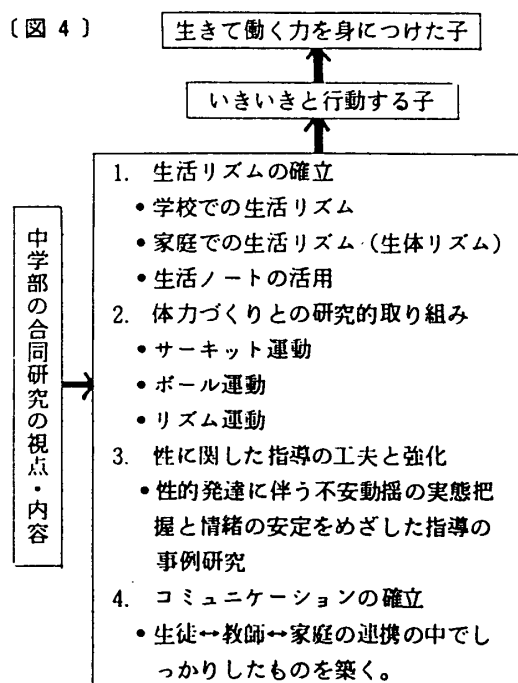 〔図 4 〕
生きて働く力を身につけた子
いきいきと行動する子
中学部の合同研究の視点・内容
1. 生活リズムの確立
•学校での生活リズム
•家庭での生活リズム(生体リズム)
•生活ノートの活用
2. 体力づくりとの研究的取り組み
•サーキット運動
•ボール運動
•リズム運動
3. 性に関した指導の工夫と強化
•性的発達に伴う不安動揺の実態把
握と情緒の安定をめざした指導の
事例研究
4. コミュニケーションの確立
•生徒↔教師↔家庭の連携の中でし
っかりしたものを築く。